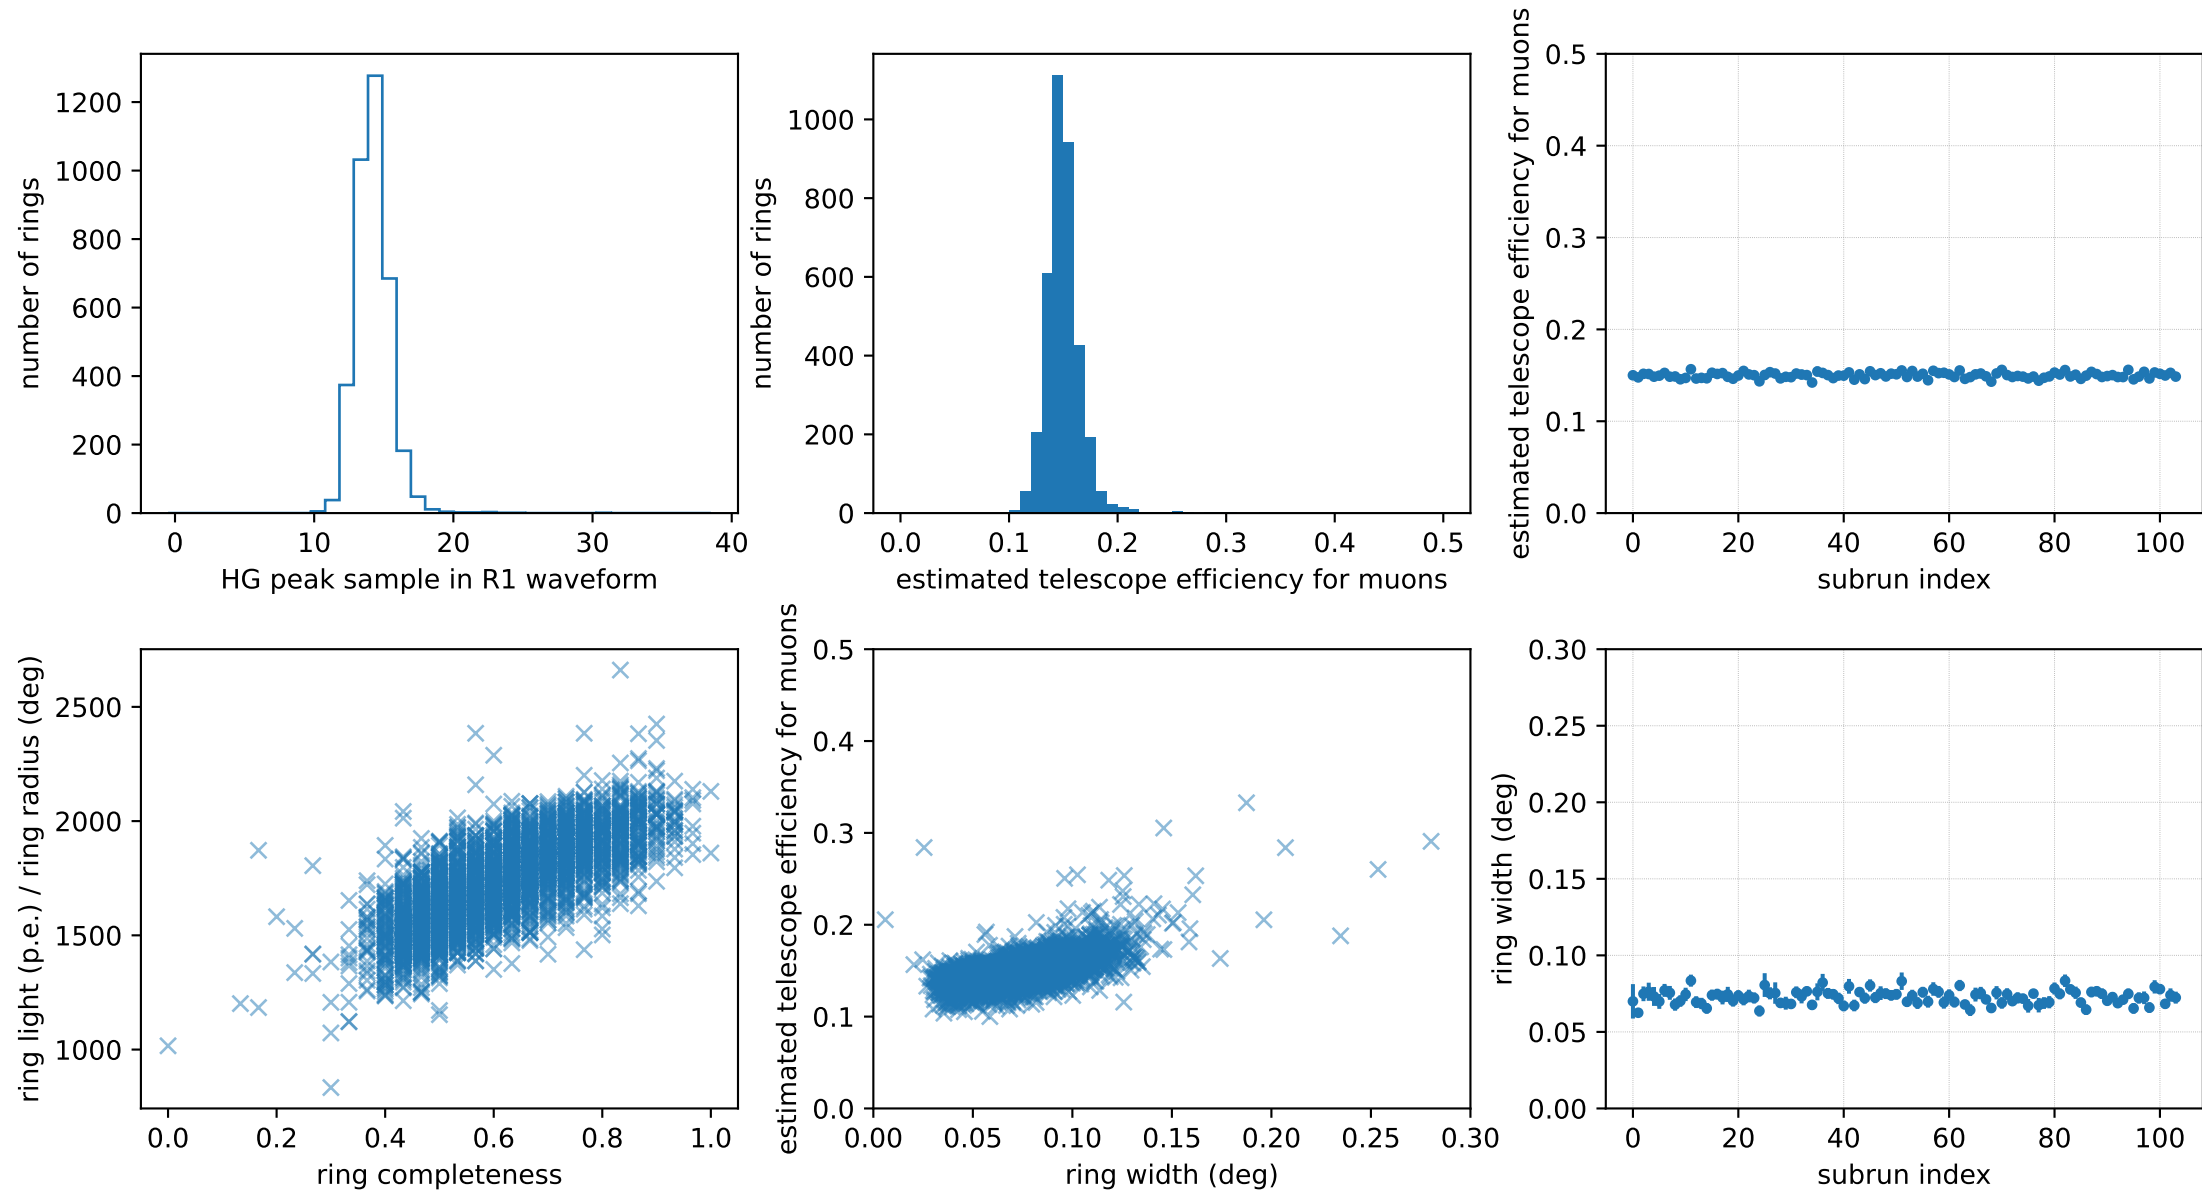 number of rings
1200
1000
800
600
400
200
0
0 10 20 30 40
HG peak sample in R1 waveform
number of rings
1000
800
600
400
200
0
0.0 0.1 0.2 0.3 0.4 0.5
estimated telescope efficiency for muons
estimated telescope efficiency for muons
0.5
0.4
0.3
0.2
0.1
0.0
0 20 40 60 80 100
subrun index
ring light (p.e.) / ring radius (deg)
2500
2000
1500
1000
0.0 0.2 0.4 0.6 0.8 1.0
ring completeness
estimated telescope efficiency for muons
0.5
0.4
0.3
0.2
0.1
0.0
0.00 0.05 0.10 0.15 0.20 0.25 0.30
ring width (deg)
ring width (deg)
0.30
0.25
0.20
0.15
0.10
0.05
0.00
0 20 40 60 80 100
subrun index